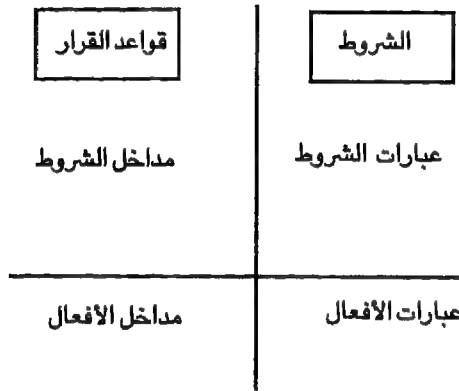 الشروط
قواعد القرار
عبارات الشروط
مداخل الشروط
عبارات الأفعال
مداخل الأفعال